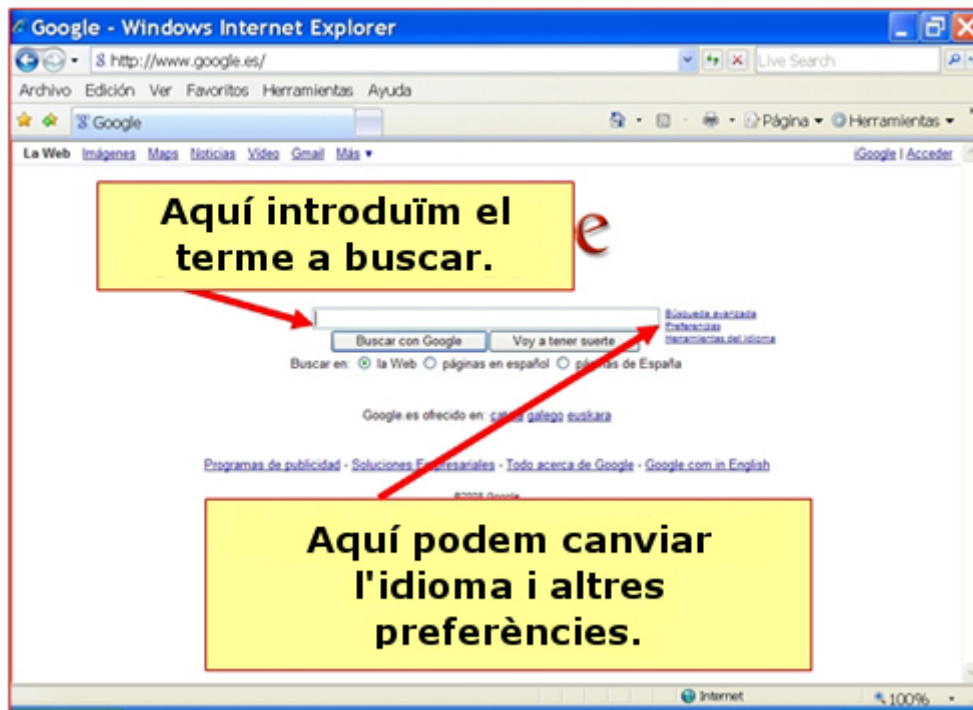 Google - Windows Internet Explorer
http://www.google.es/ Live Search
Archivo Edición Ver Favoritos Herramientas Ayuda
Google Página Herramientas
La Web Imágenes Maps Noticias Vídeo Gmail Más iGoogle | Acceder
Aquí introduïm el
terme a buscar.
e
Búsqueda avanzada
Preferencias
Herramientas del idioma
Buscar con Google Voy a tener suerte
Buscar en: la Web páginas en español páginas de España
Google.es ofrecido en: català galego euskara
Programas de publicidad - Soluciones Empresariales - Todo acerca de Google - Google.com in English
©2008 Google
Aquí podem canviar
l'idioma i altres
preferències.
Internet 100%